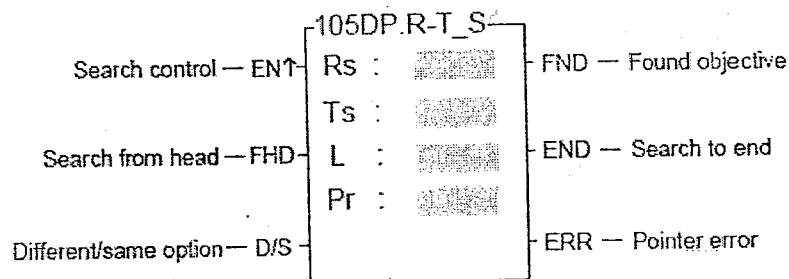 105DP.R-T_S
Search control — EN↑ Rs : FND — Found objective
Ts :
Search from head — FHD L : END — Search to end
Pr :
Different/same option — D/S ERR — Pointer error